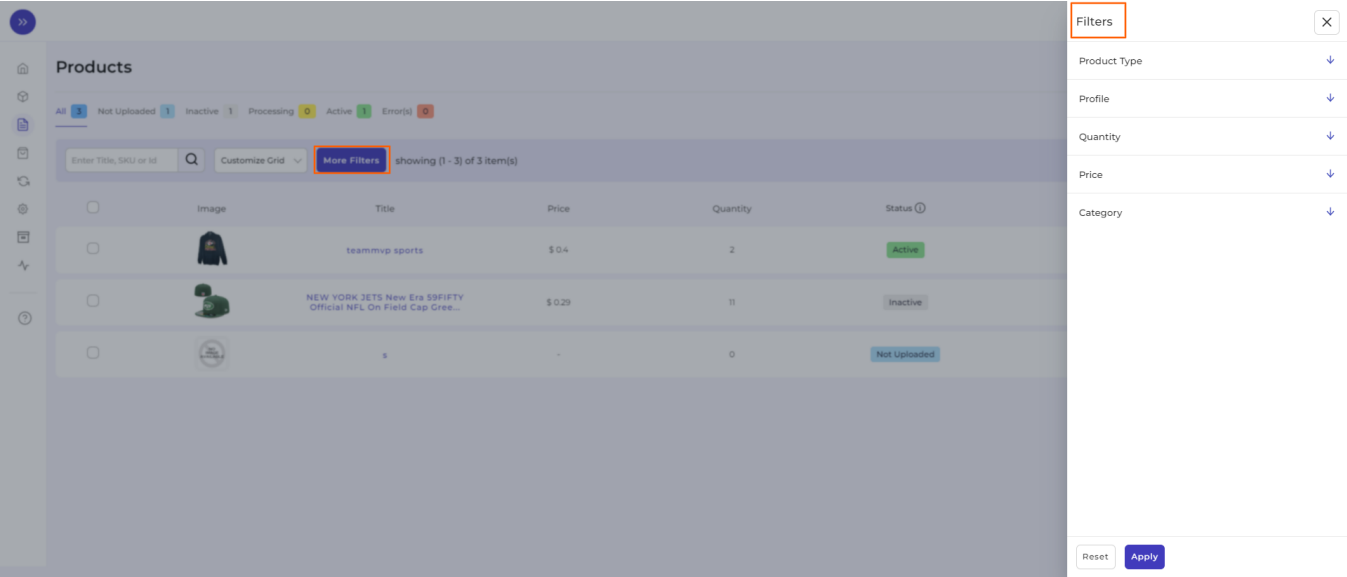 Filters
Products
Product Type
Profile
All 3 Not Uploaded 1 Inactive 1 Processing 0 Active 1 Error(s) 0
Quantity
Enter Title, SKU or Id Customize Grid More Filters showing (1 - 3) of 3 item(s)
Price
Image Title Price Quantity Status
Category
teammvp sports $ 0.4 2 Active
NEW YORK JETS New Era 59FIFTY
Official NFL On Field Cap Gree...
$ 0.29 11 Inactive
s - 0 Not Uploaded
Reset Apply